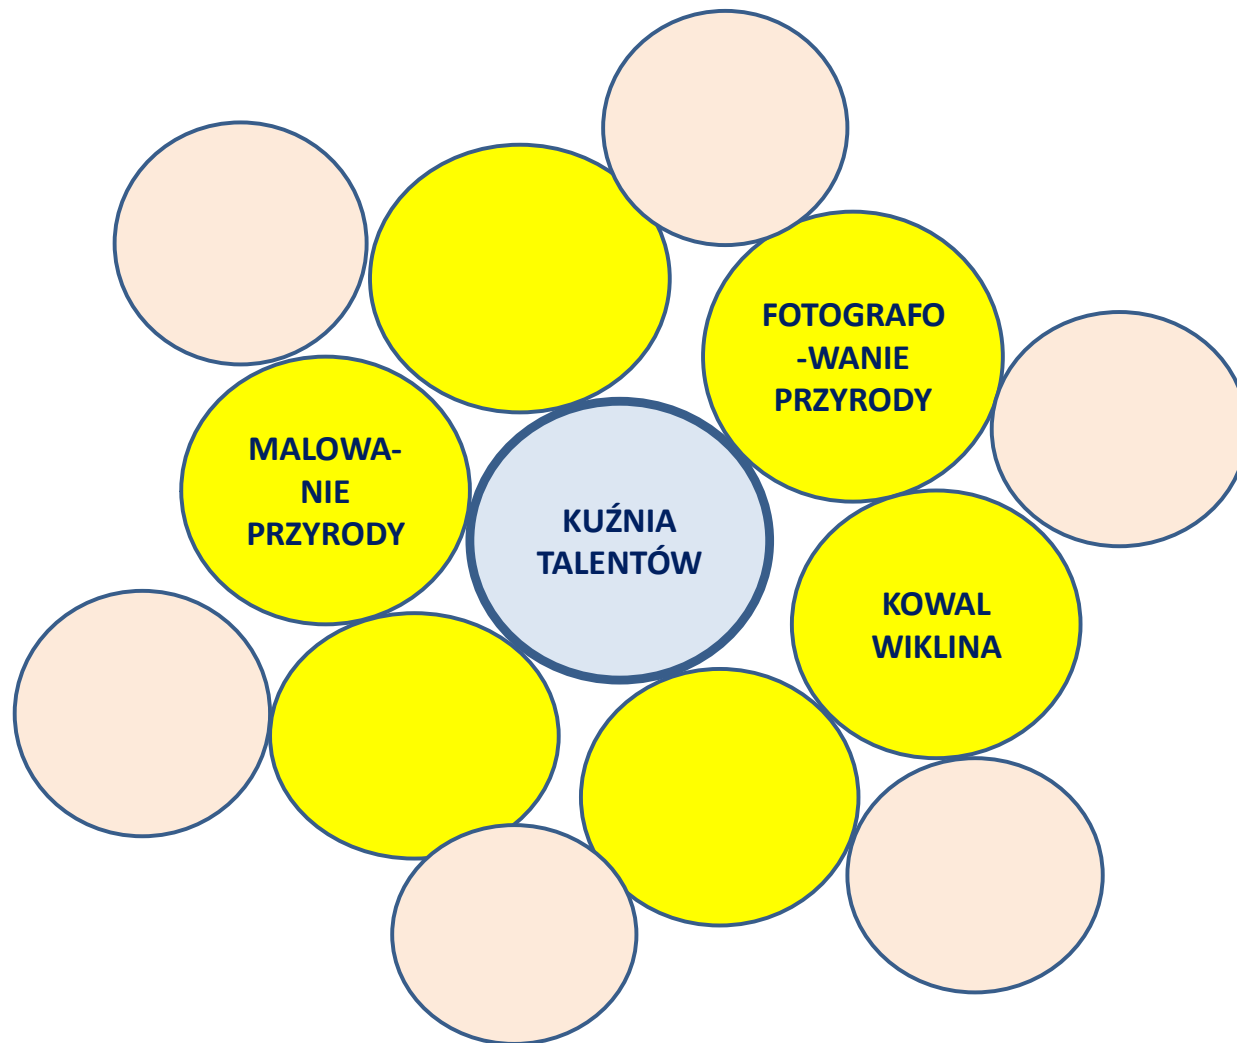 FOTOGRAFO
-WANIE
PRZYRODY
MALOWA-
NIE
PRZYRODY
KUŹNIA
TALENTÓW
KOWAL
WIKLINA